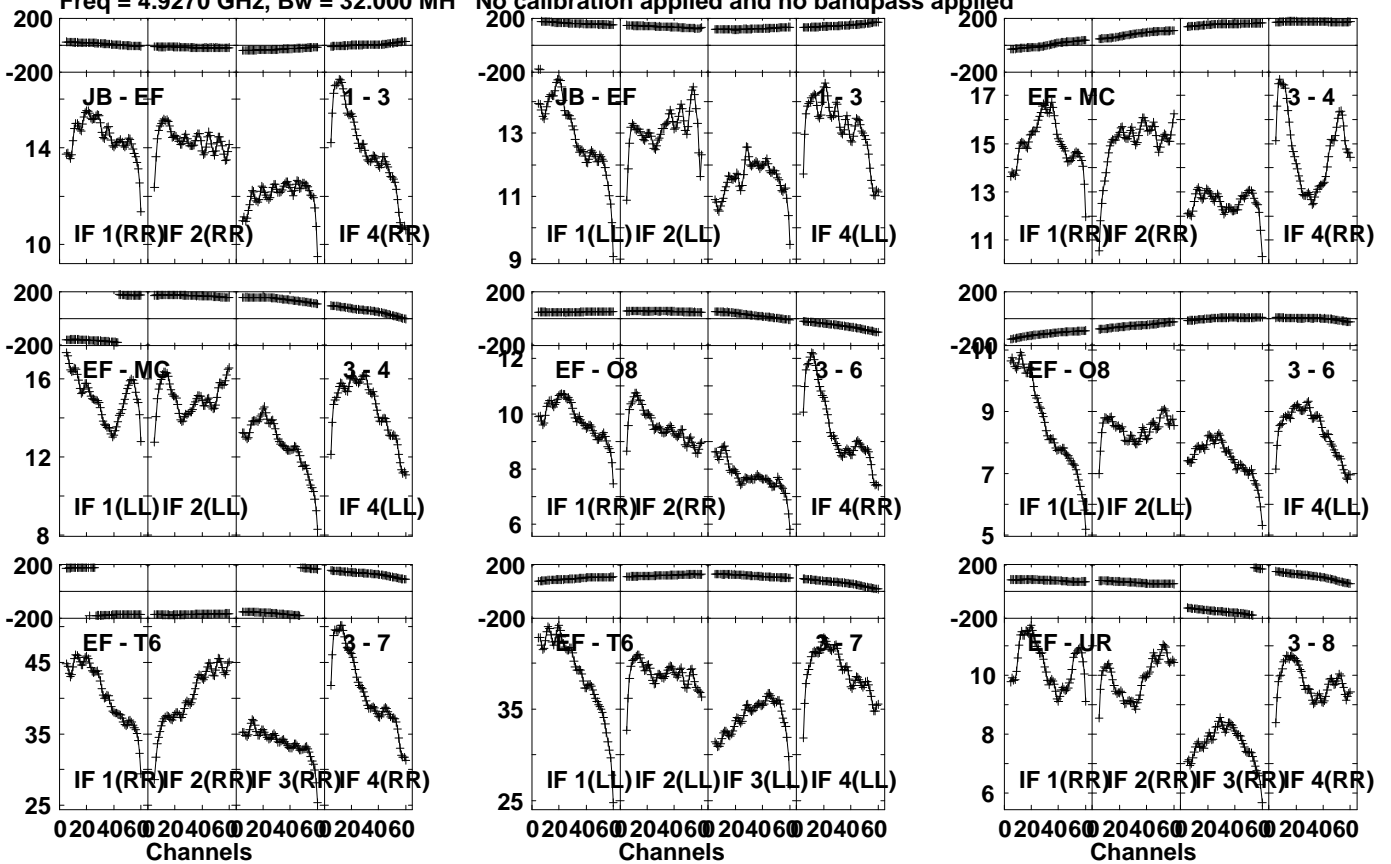 Freq = 4.9270 GHz, Bw = 32.000 MH No calibration applied and no bandpass applied
200
-200
JB - EF
1 - 3
14
10
IF 1(RR) IF 2(RR) IF 4(RR)
200
-200
JB - EF
1 - 3
13
11
9
IF 1(LL) IF 2(LL) IF 4(LL)
200
-200
EF - MC
3 - 4
17
15
13
11
IF 1(RR) IF 2(RR) IF 4(RR)
200
-200
EF - MC
3 - 4
16
12
8
IF 1(LL) IF 2(LL) IF 4(LL)
200
-200
EF - O8
3 - 6
12
10
8
6
IF 1(RR) IF 2(RR) IF 4(RR)
200
-200
EF - O8
3 - 6
9
7
5
IF 1(LL) IF 2(LL) IF 4(LL)
200
-200
EF - T6
3 - 7
45
35
25
IF 1(RR) IF 2(RR) IF 3(RR) IF 4(RR)
0 20 40 60 0 20 40 60 0 20 40 60 0 20 40 60
Channels
200
-200
EF - T6
3 - 7
35
25
IF 1(LL) IF 2(LL) IF 3(LL) IF 4(LL)
0 20 40 60 0 20 40 60 0 20 40 60 0 20 40 60
Channels
200
-200
EF - UR
3 - 8
10
8
6
IF 1(RR) IF 2(RR) IF 3(RR) IF 4(RR)
0 20 40 60 0 20 40 60 0 20 40 60 0 20 40 60
Channels